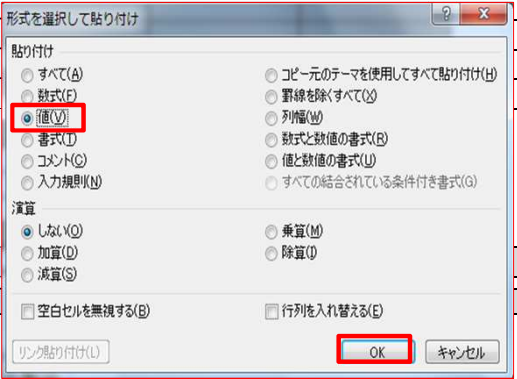 形式を選択して貼り付け
貼り付け
すべて(A)
コピー元のテーマを使用してすべて貼り付け(H)
数式(F)
罫線を除くすべて(X)
値(V)
列幅(W)
書式(T)
数式と数値の書式(R)
コメント(C)
値と数値の書式(U)
入力規則(N)
すべての結合されている条件付き書式(G)
演算
しない(O)
乗算(M)
加算(D)
除算(I)
減算(S)
空白セルを無視する(B)
行列を入れ替える(E)
リンク貼り付け(L)
OK
キャンセル